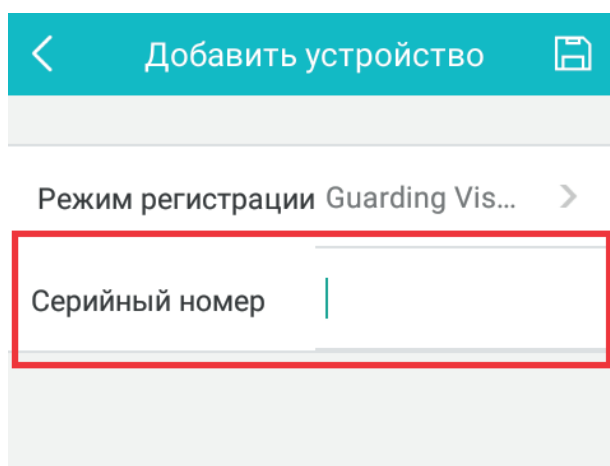 Добавить устройство
Режим регистрации Guarding Vis...
Серийный номер